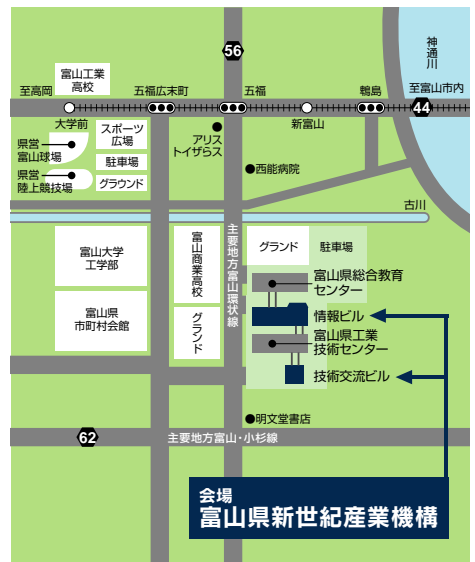 56
神通川
富山工業
高校
至高岡
五福広末町
五福
鵯島
至富山市内
44
大学前
スポーツ
広場
アリス
トイザらス
新富山
県営
富山球場
駐車場
西能病院
県営
陸上競技場
グラウンド
古川
富山大学
工学部
富山商業高校
主要地方富山環状線
グランド
駐車場
富山県総合教育
センター
富山県
市町村会館
グランド
情報ビル
富山県工業
技術センター
技術交流ビル
明文堂書店
62
主要地方富山・小杉線
会場
富山県新世紀産業機構